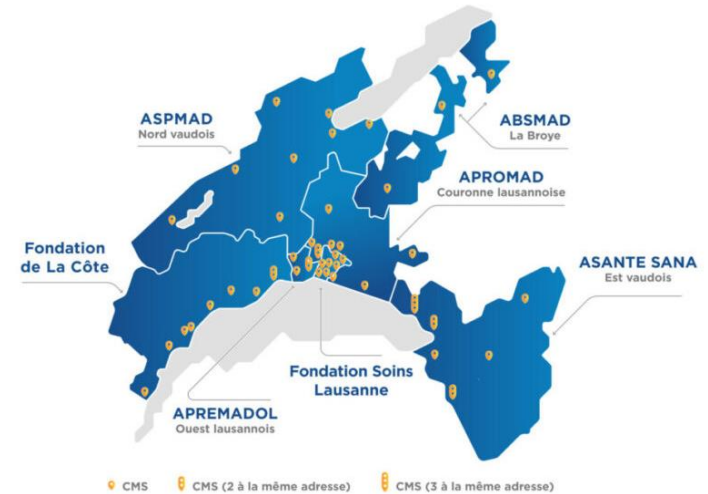 ASPMAD
Nord vaudois
ABSMAD
La Broye
APROMAD
Couronne lausannoise
Fondation
de La Côte
ASANTE SANA
Est vaudois
Fondation Soins
Lausanne
APREMADOL
Ouest lausannois
CMS
CMS (2 à la même adresse)
CMS (3 à la même adresse)